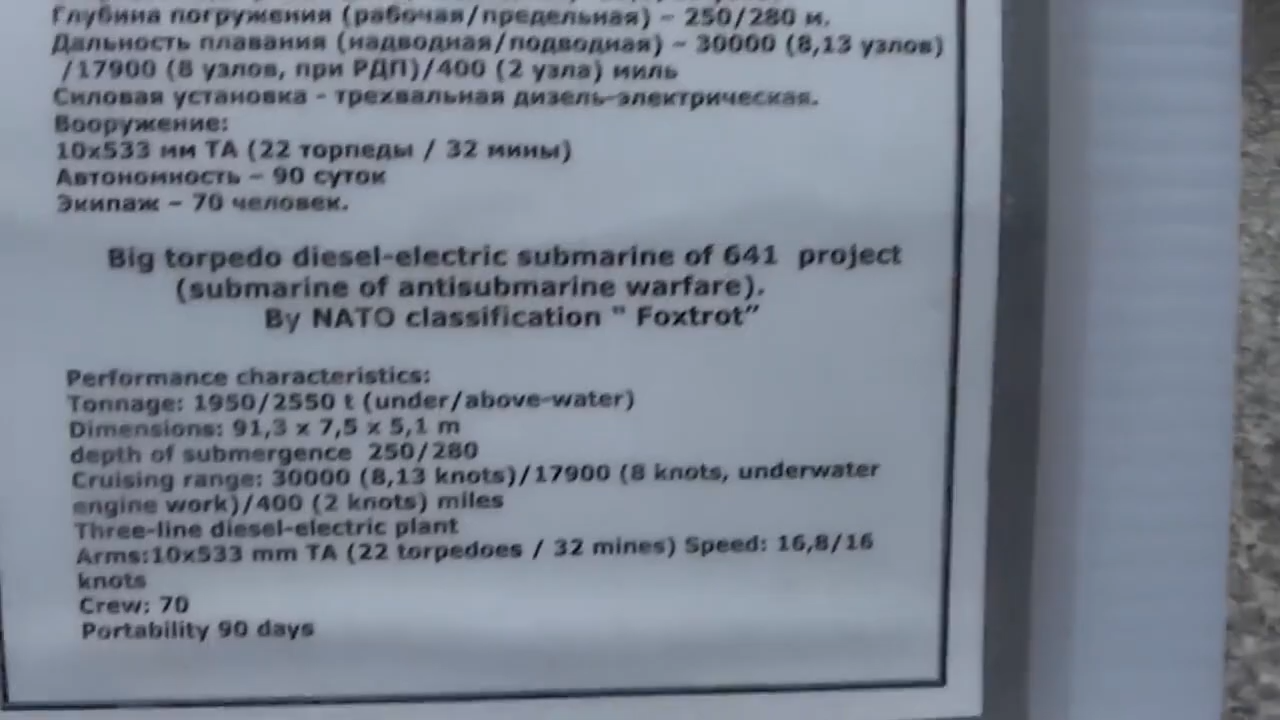 Глубина погружения (рабочая/предельная) – 250/280 м.
Дальность плавания (надводная/подводная) – 30000 (8,13 узлов)
/17900 (8 узлов, при РДП)/400 (2 узла) миль
Силовая установка - трехвальная дизель-электрическая.
Вооружение:
10х533 мм ТА (22 торпеды / 32 мины)
Автономность – 90 суток
Экипаж – 70 человек.
Big torpedo diesel-electric submarine of 641 project
(submarine of antisubmarine warfare).
By NATO classification " Foxtrot”
Performance characteristics:
Tonnage: 1950/2550 t (under/above-water)
Dimensions: 91,3 x 7,5 x 5,1 m
depth of submergence 250/280
Cruising range: 30000 (8,13 knots)/17900 (8 knots, underwater
engine work)/400 (2 knots) miles
Three-line diesel-electric plant
Arms:10x533 mm TA (22 torpedoes / 32 mines) Speed: 16,8/16
knots
Crew: 70
Portability 90 days